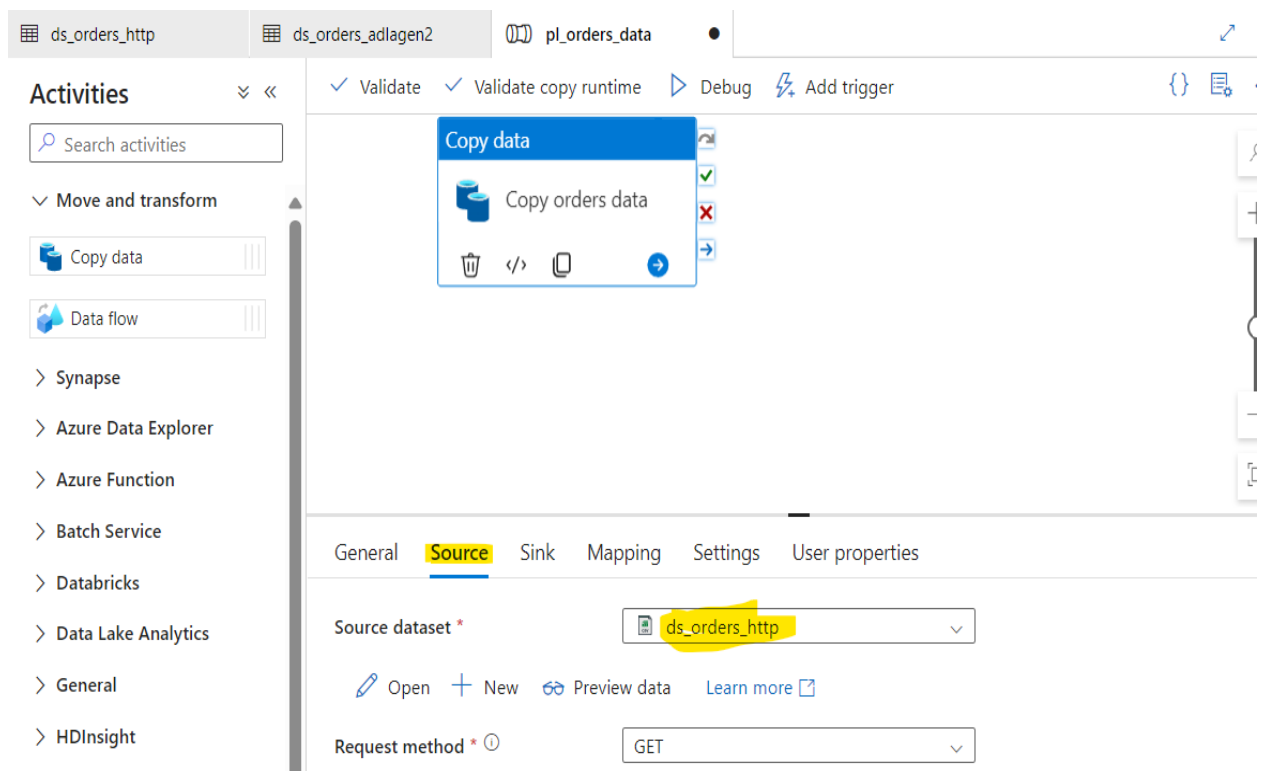 ds_orders_http
ds_orders_adlagen2
pl_orders_data
Activities
Search activities
Move and transform
Copy data
Data flow
Synapse
Azure Data Explorer
Azure Function
Batch Service
Databricks
Data Lake Analytics
General
HDInsight
Validate
Validate copy runtime
Debug
Add trigger
Copy data
Copy orders data
General
Source
Sink
Mapping
Settings
User properties
Source dataset *
ds_orders_http
Open
New
Preview data
Learn more
Request method *
GET